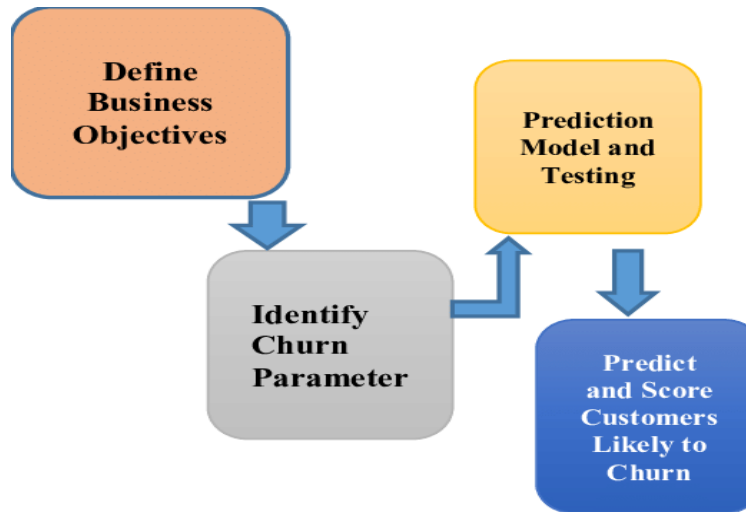 Define
Business
Objectives
Identify
Churn
Parameter
Prediction
Model and
Testing
Predict
and Score
Customers
Likely to
Churn